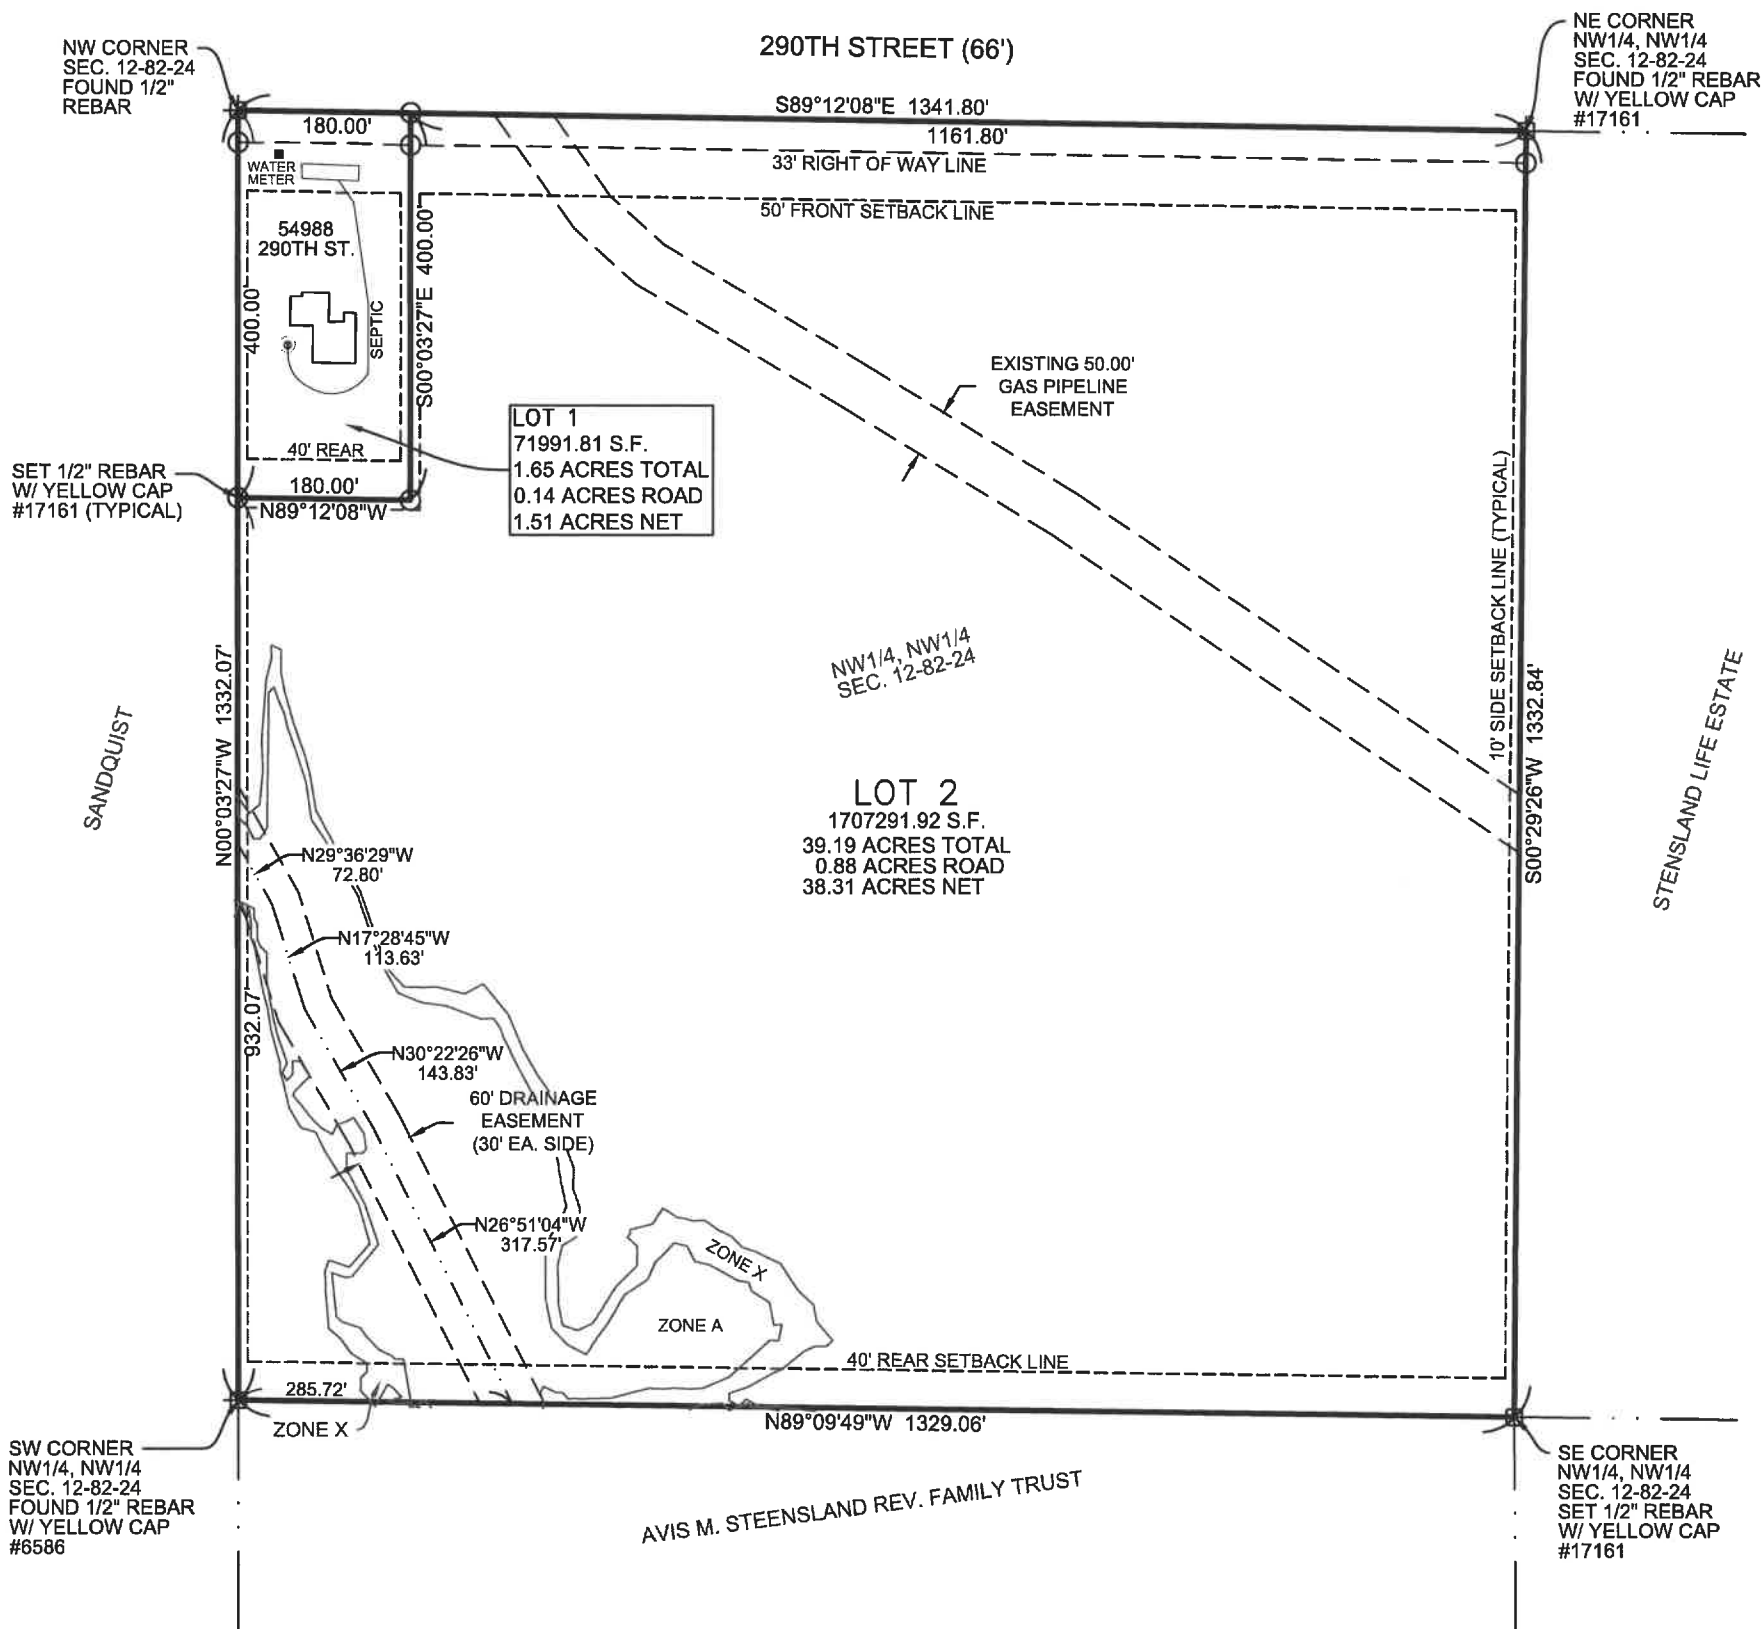 290TH STREET (66')
NW CORNER
SEC. 12-82-24
FOUND 1/2" 
REBAR
NE CORNER
NW1/4, NW1/4
SEC. 12-82-24
FOUND 1/2" REBAR
W/ YELLOW CAP
#17161
S89°12'08"E 1341.80'
180.00'
1161.80'
33' RIGHT OF WAY LINE
WATER
METER
50' FRONT SETBACK LINE
54988
290TH ST.
400.00'
SEPTIC
S00°03'27"E 400.00'
EXISTING 50.00'
GAS PIPELINE
EASEMENT
LOT 1
71991.81 S.F.
1.65 ACRES TOTAL
0.14 ACRES ROAD
1.51 ACRES NET
40' REAR
SET 1/2" REBAR
W/ YELLOW CAP
#17161 (TYPICAL)
180.00'
N89°12'08"W
10' SIDE SETBACK LINE (TYPICAL)
NW1/4, NW1/4
SEC. 12-82-24
SANDQUIST
N00°03'27"W 1332.07'
S00°29'26"W 1332.84'
STENSLAND LIFE ESTATE
LOT 2
1707291.92 S.F.
39.19 ACRES TOTAL
0.88 ACRES ROAD
38.31 ACRES NET
N29°36'29"W
72.80'
N17°28'45"W
113.63'
932.07'
N30°22'26"W
143.83'
60' DRAINAGE
EASEMENT
(30' EA. SIDE)
N26°51'04"W
317.57'
ZONE X
ZONE A
40' REAR SETBACK LINE
285.72'
ZONE X
N89°09'49"W 1329.06'
SW CORNER
NW1/4, NW1/4
SEC. 12-82-24
FOUND 1/2" REBAR
W/ YELLOW CAP
#6586
SE CORNER
NW1/4, NW1/4
SEC. 12-82-24
SET 1/2" REBAR
W/ YELLOW CAP
#17161
AVIS M. STEENSLAND REV. FAMILY TRUST